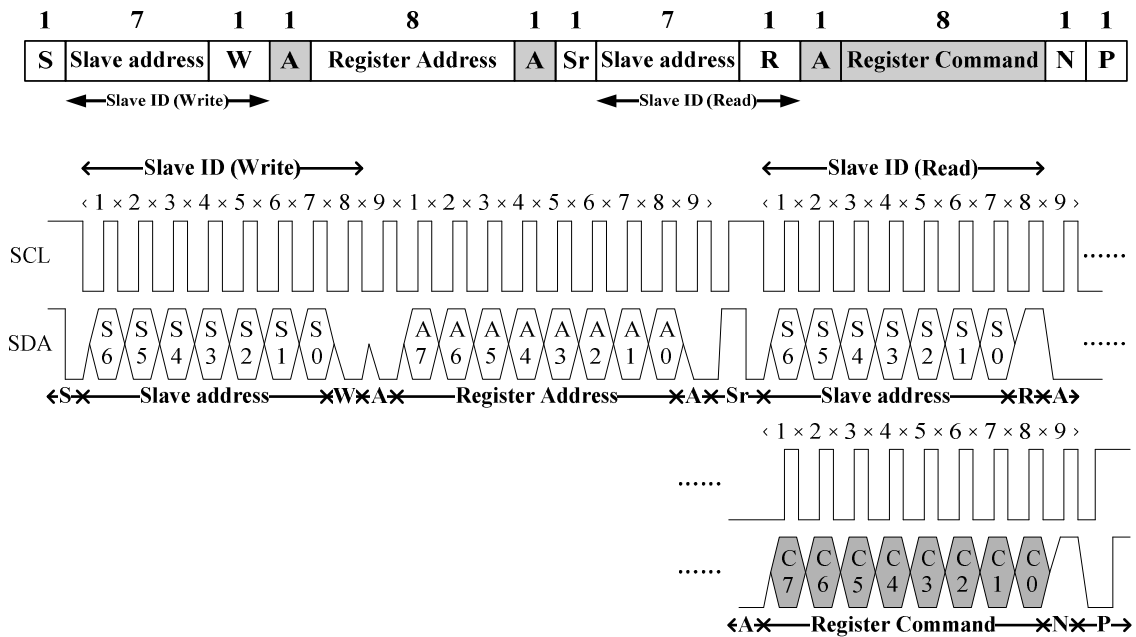 1 7 1 1 8 1 1 7 1 1 8 1 1
S Slave address W A Register Address A Sr Slave address R A Register Command N P
Slave ID (Write) Slave ID (Read)
Slave ID (Write) Slave ID (Read)
‹ 1 × 2 × 3 × 4 × 5 × 6 × 7 × 8 × 9 × 1 × 2 × 3 × 4 × 5 × 6 × 7 × 8 × 9 › ‹ 1 × 2 × 3 × 4 × 5 × 6 × 7 × 8 × 9 ›
SCL ......
SDA S6 S5 S4 S3 S2 S1 S0 A7 A6 A5 A4 A3 A2 A1 A0 S6 S5 S4 S3 S2 S1 S0 ......
S Slave address W A Register Address A Sr Slave address R A
‹ 1 × 2 × 3 × 4 × 5 × 6 × 7 × 8 × 9 ›
......
...... C7 C6 C5 C4 C3 C2 C1 C0
A Register Command N P